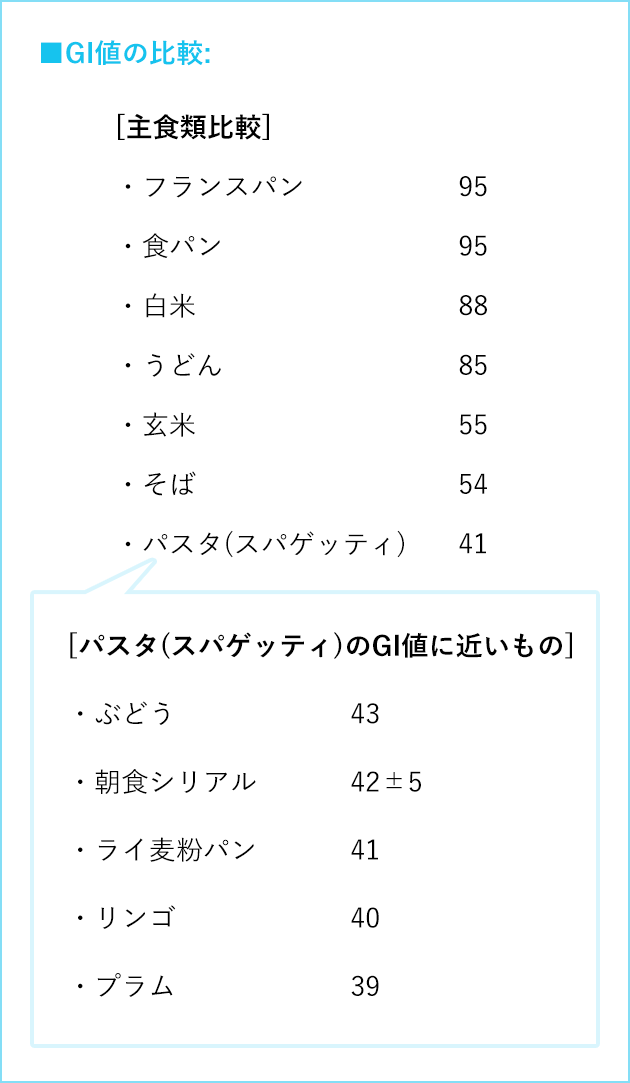 ■GI値の比較:
[主食類比較]
・フランスパン 95
・食パン 95
・白米 88
・うどん 85
・玄米 55
・そば 54
・パスタ(スパゲッティ) 41
[パスタ(スパゲッティ)のGI値に近いもの]
・ぶどう 43
・朝食シリアル 42±5
・ライ麦粉パン 41
・リンゴ 40
・プラム 39